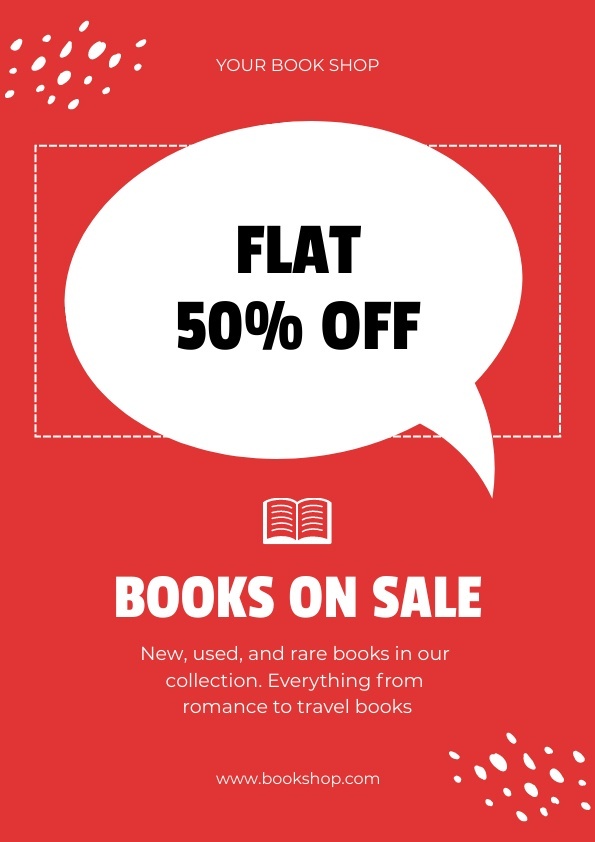 YOUR BOOK SHOP
FLAT
50% OFF
BOOKS ON SALE
New, used, and rare books in our
collection. Everything from
romance to travel books
www.bookshop.com